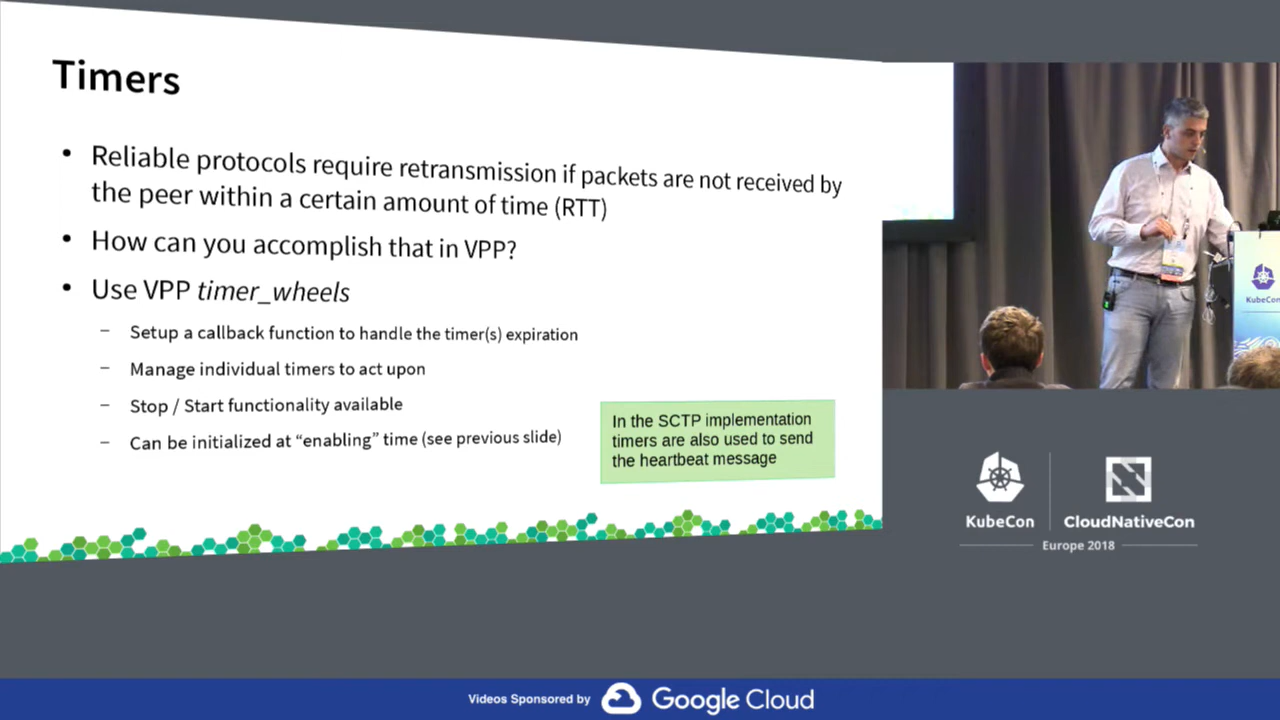 Timers
• Reliable protocols require retransmission if packets are not received by
the peer within a certain amount of time (RTT)
• How can you accomplish that in VPP?
• Use VPP timer_wheels
– Setup a callback function to handle the timer(s) expiration
– Manage individual timers to act upon
– Stop / Start functionality available
– Can be initialized at “enabling” time (see previous slide)
In the SCTP implementation
timers are also used to send
the heartbeat message
KubeCon
KubeCon
CloudNativeCon
Europe 2018
Videos Sponsored by
Google Cloud